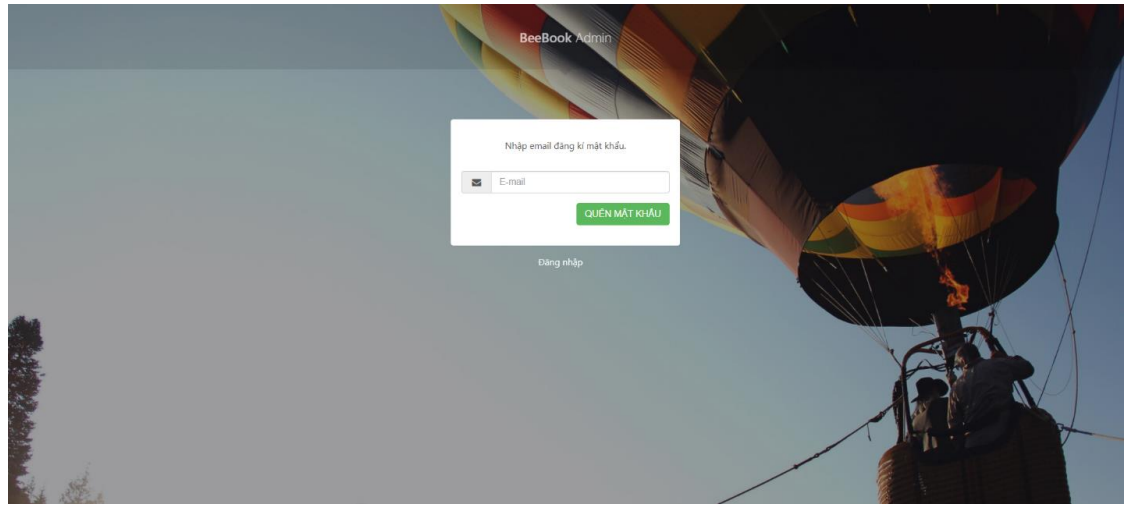 BeeBook Admin
Nhập email đăng kí mật khẩu.
E-mail
QUÊN MẬT KHẨU
Đăng nhập